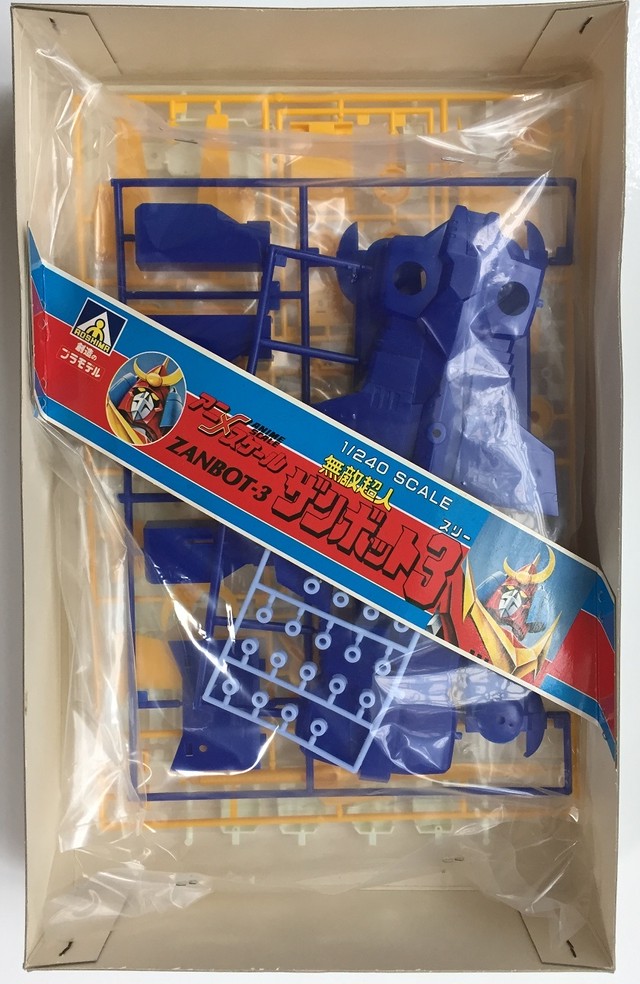 AOSHIMA
創造の
プラモデル
アニメスケール
ANIME
SCALE
1/240 SCALE
無敵超人
ZANBOT-3
ザンボット3
スリー